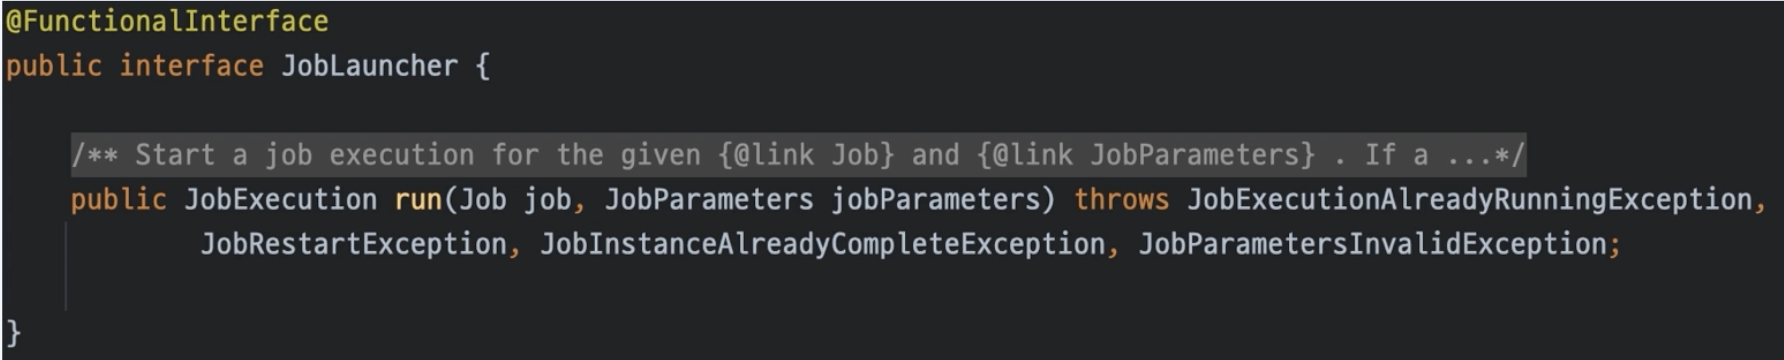 @FunctionalInterface
public interface JobLauncher {
/** Start a job execution for the given {@link Job} and {@link JobParameters} . If a ...*/
public JobExecution run(Job job, JobParameters jobParameters) throws JobExecutionAlreadyRunningException,
JobRestartException, JobInstanceAlreadyCompleteException, JobParametersInvalidException;
}